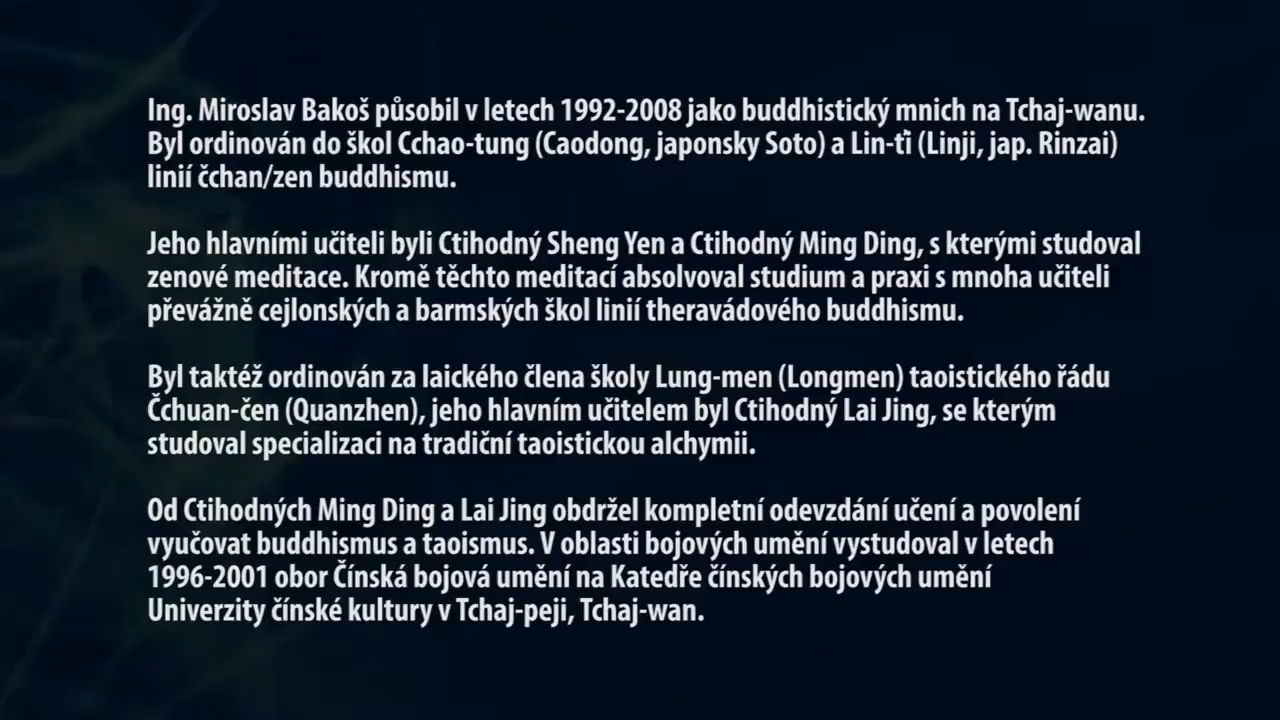 Ing. Miroslav Bakoš působil v letech 1992-2008 jako buddhistický mnich na Tchaj-wanu.
Byl ordinován do škol Cchao-tung (Caodong, japonsky Soto) a Lin-ťi (Linji, jap. Rinzai)
linií čchan/zen buddhismu.
Jeho hlavními učiteli byli Ctihodný Sheng Yen a Ctihodný Ming Ding, s kterými studoval
zenové meditace. Kromě těchto meditací absolvoval studium a praxi s mnoha učiteli
převážně cejlonských a barmských škol linií theravádového buddhismu.
Byl taktéž ordinován za laického člena školy Lung-men (Longmen) taoistického řádu
Čchuan-čen (Quanzhen), jeho hlavním učitelem byl Ctihodný Lai Jing, se kterým
studoval specializaci na tradiční taoistickou alchymii.
Od Ctihodných Ming Ding a Lai Jing obdržel kompletní odevzdání učení a povolení
vyučovat buddhismus a taoismus. V oblasti bojových umění vystudoval v letech
1996-2001 obor Čínská bojová umění na Katedře čínských bojových umění
Univerzity čínské kultury v Tchaj-peji, Tchaj-wan.